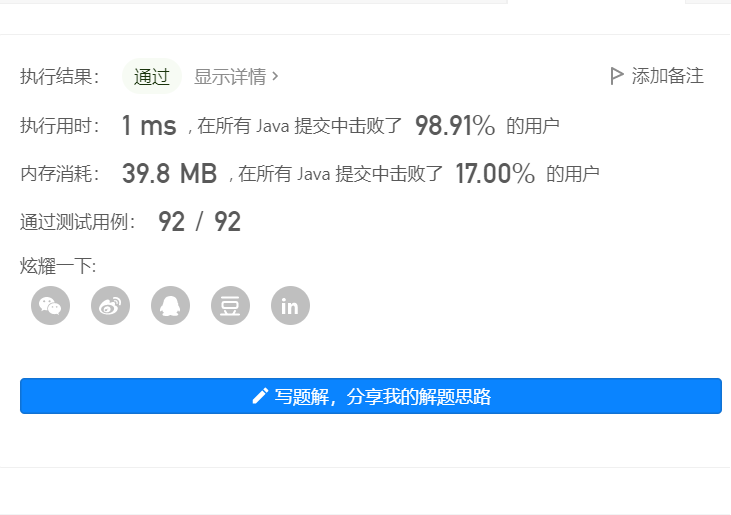 执行结果： 通过 显示详情 > 添加备注
执行用时： 1 ms , 在所有 Java 提交中击败了 98.91% 的用户
内存消耗： 39.8 MB , 在所有 Java 提交中击败了 17.00% 的用户
通过测试用例： 92 / 92
炫耀一下:
豆 in
写题解，分享我的解题思路